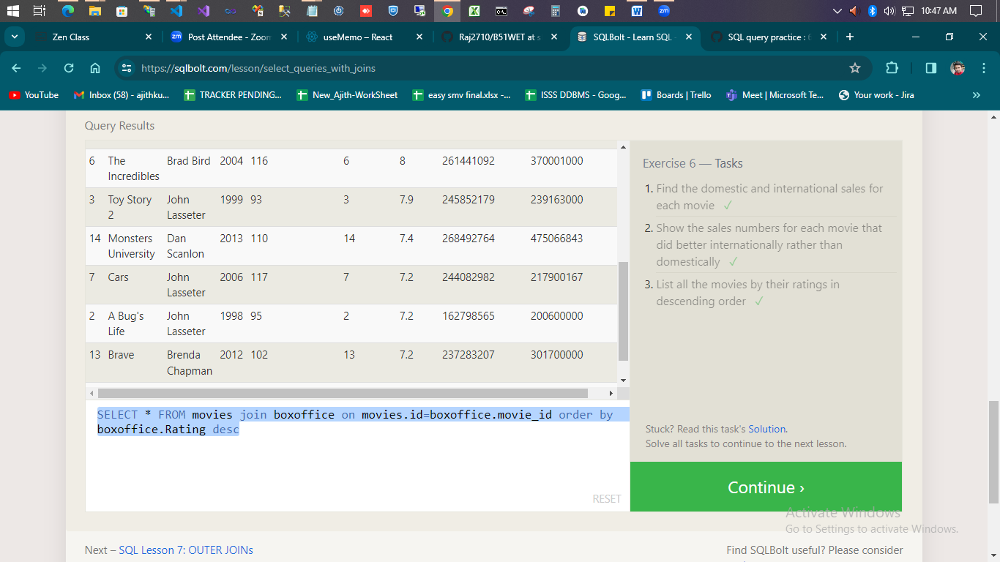 10:47 AM
Zen Class
Post Attendee - Zoom
useMemo – React
Raj2710/B51WET at s
SQLBolt - Learn SQL -
SQL query practice :
https://sqlbolt.com/lesson/select_queries_with_joins
YouTube
Inbox (58) - ajithku...
TRACKER PENDING...
New_Ajith-WorkSheet
easy smv final.xlsx -...
ISSS DDBMS - Goog...
Boards | Trello
Meet | Microsoft Te...
Your work - Jira
Query Results
6 The Brad Bird 2004 116 6 8 261441092 370001000
Incredibles
3 Toy Story John 1999 93 3 7.9 245852179 239163000
2 Lasseter
14 Monsters Dan 2013 110 14 7.4 268492764 475066843
University Scanlon
7 Cars John 2006 117 7 7.2 244082982 217900167
Lasseter
2 A Bug's John 1998 95 2 7.2 162798565 200600000
Life Lasseter
13 Brave Brenda 2012 102 13 7.2 237283207 301700000
Chapman
SELECT * FROM movies join boxoffice on movies.id=boxoffice.movie_id order by
boxoffice.Rating desc
RESET
Exercise 6 — Tasks
1. Find the domestic and international sales for
each movie ✓
2. Show the sales numbers for each movie that
did better internationally rather than
domestically ✓
3. List all the movies by their ratings in
descending order ✓
Stuck? Read this task's Solution.
Solve all tasks to continue to the next lesson.
Continue ›
Activate Windows
Go to Settings to activate Windows.
Next – SQL Lesson 7: OUTER JOINs
Find SQLBolt useful? Please consider